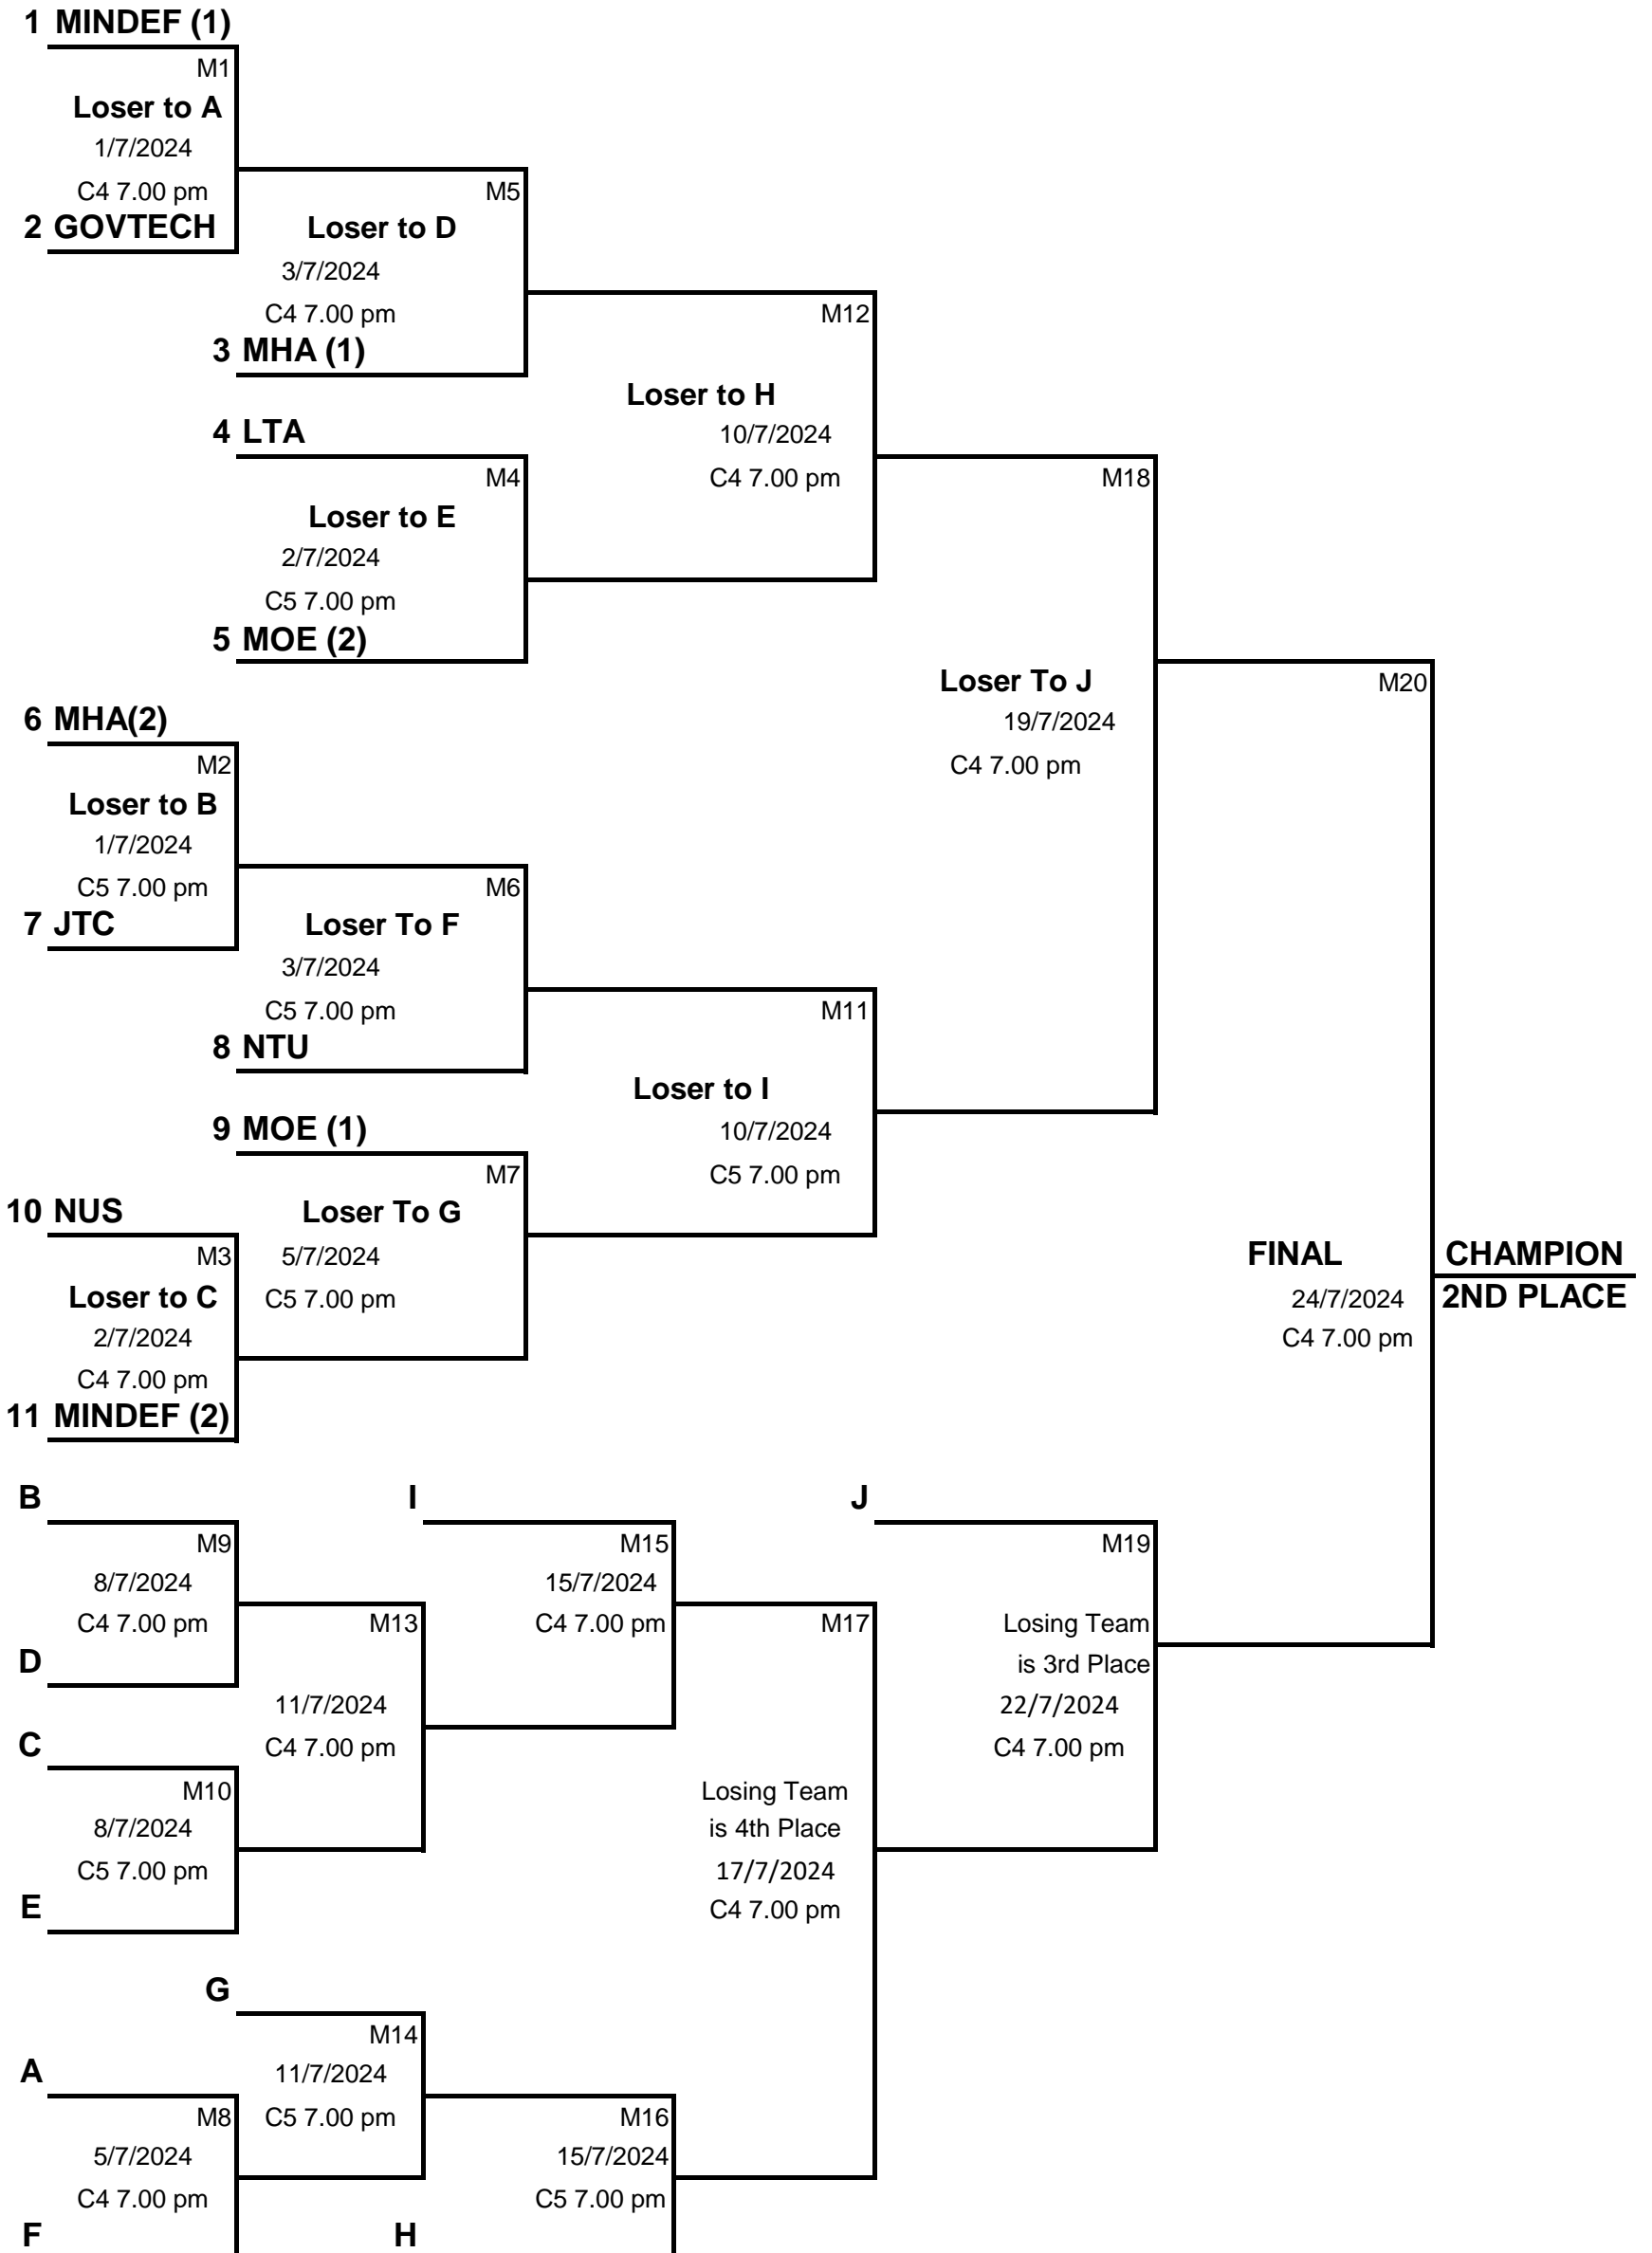 1 MINDEF (1)
M1
Loser to A
1/7/2024
C4 7.00 pm
2 GOVTECH
M5
Loser to D
3/7/2024
C4 7.00 pm
3 MHA (1)
M12
Loser to H
10/7/2024
C4 7.00 pm
4 LTA
M4
Loser to E
2/7/2024
C5 7.00 pm
5 MOE (2)
M18
Loser To J
19/7/2024
C4 7.00 pm
M20
6 MHA(2)
M2
Loser to B
1/7/2024
C5 7.00 pm
7 JTC
M6
Loser To F
3/7/2024
C5 7.00 pm
8 NTU
M11
Loser to I
10/7/2024
C5 7.00 pm
9 MOE (1)
M7
Loser To G
5/7/2024
C5 7.00 pm
10 NUS
M3
Loser to C
2/7/2024
C4 7.00 pm
11 MINDEF (2)
FINAL
24/7/2024
C4 7.00 pm
CHAMPION
2ND PLACE
B
M9
8/7/2024
C4 7.00 pm
D
M13
11/7/2024
C4 7.00 pm
C
M10
8/7/2024
C5 7.00 pm
E
I
M15
15/7/2024
C4 7.00 pm
M17
Losing Team
is 4th Place
17/7/2024
C4 7.00 pm
J
M19
Losing Team
is 3rd Place
22/7/2024
C4 7.00 pm
G
M14
11/7/2024
C5 7.00 pm
A
M8
5/7/2024
C4 7.00 pm
F
M16
15/7/2024
C5 7.00 pm
H